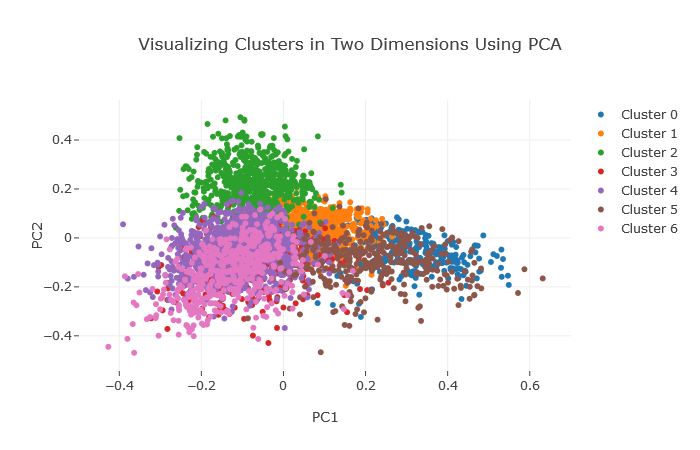 Visualizing Clusters in Two Dimensions Using PCA
Cluster 0
Cluster 1
Cluster 2
Cluster 3
Cluster 4
Cluster 5
Cluster 6
PC2
0.4
0.2
0
−0.2
−0.4
−0.4
−0.2
0
0.2
0.4
0.6
PC1